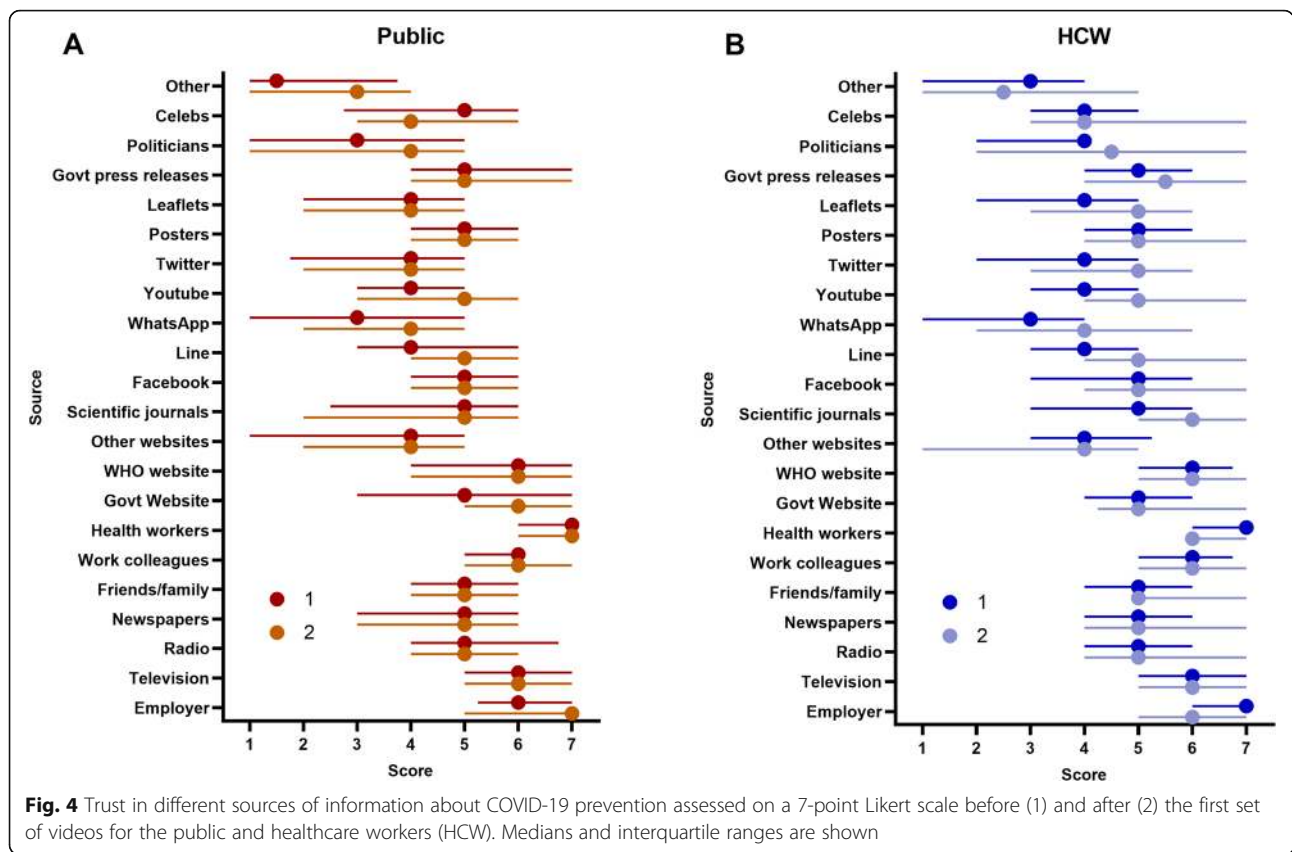 A
Public
Other
Celebs
Politicians
Govt press releases
Leaflets
Posters
Twitter
Youtube
WhatsApp
Line
Facebook
Scientific journals
Other websites
WHO website
Govt Website
Health workers
Work colleagues
Friends/family
Newspapers
Radio
Television
Employer
Source
1
2
1 2 3 4 5 6 7
Score
B
HCW
Other
Celebs
Politicians
Govt press releases
Leaflets
Posters
Twitter
Youtube
WhatsApp
Line
Facebook
Scientific journals
Other websites
WHO website
Govt Website
Health workers
Work colleagues
Friends/family
Newspapers
Radio
Television
Employer
Source
1
2
1 2 3 4 5 6 7
Score
Fig. 4 Trust in different sources of information about COVID-19 prevention assessed on a 7-point Likert scale before (1) and after (2) the first set
of videos for the public and healthcare workers (HCW). Medians and interquartile ranges are shown